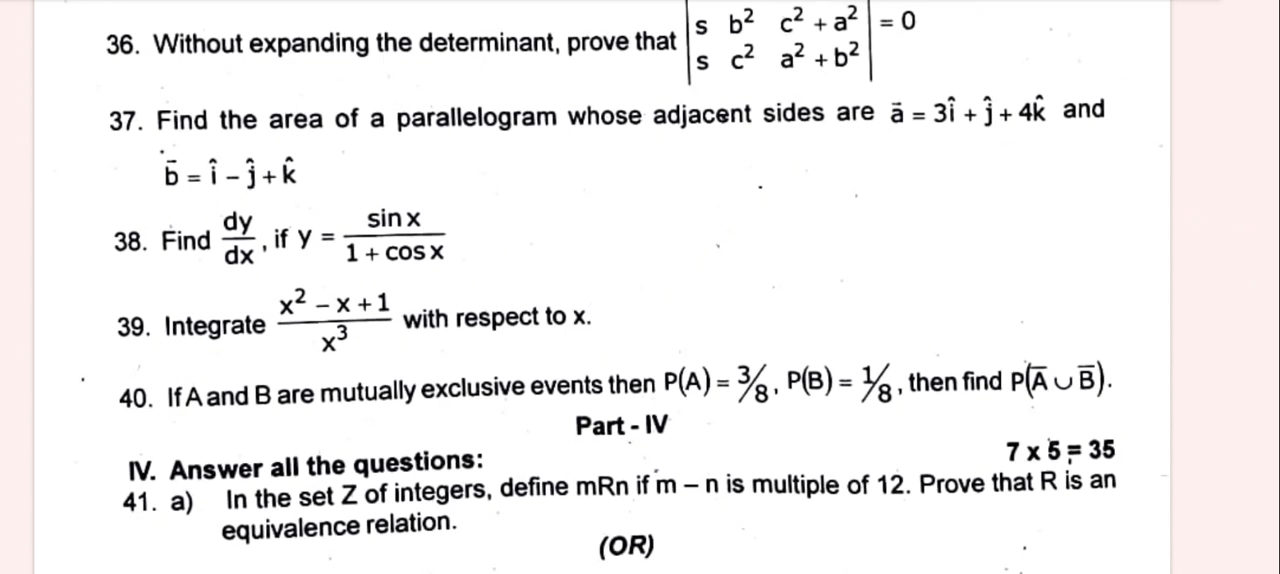 s b² c² + a² = 0
36. Without expanding the determinant, prove that
s c² a² + b²
37. Find the area of a parallelogram whose adjacent sides are a̅ = 3î + ĵ + 4k̂ and
b̅ = î – ĵ + k̂
38. Find dy/dx, if y = sin x / 1 + cos x
39. Integrate x² – x + 1 / x³ with respect to x.
40. If A and B are mutually exclusive events then P(A) = 3/8, P(B) = 1/8, then find P(A̅ ∪ B̅).
Part - IV
IV. Answer all the questions: 7 x 5 = 35
41. a) In the set Z of integers, define mRn if m – n is multiple of 12. Prove that R is an
equivalence relation.
(OR)